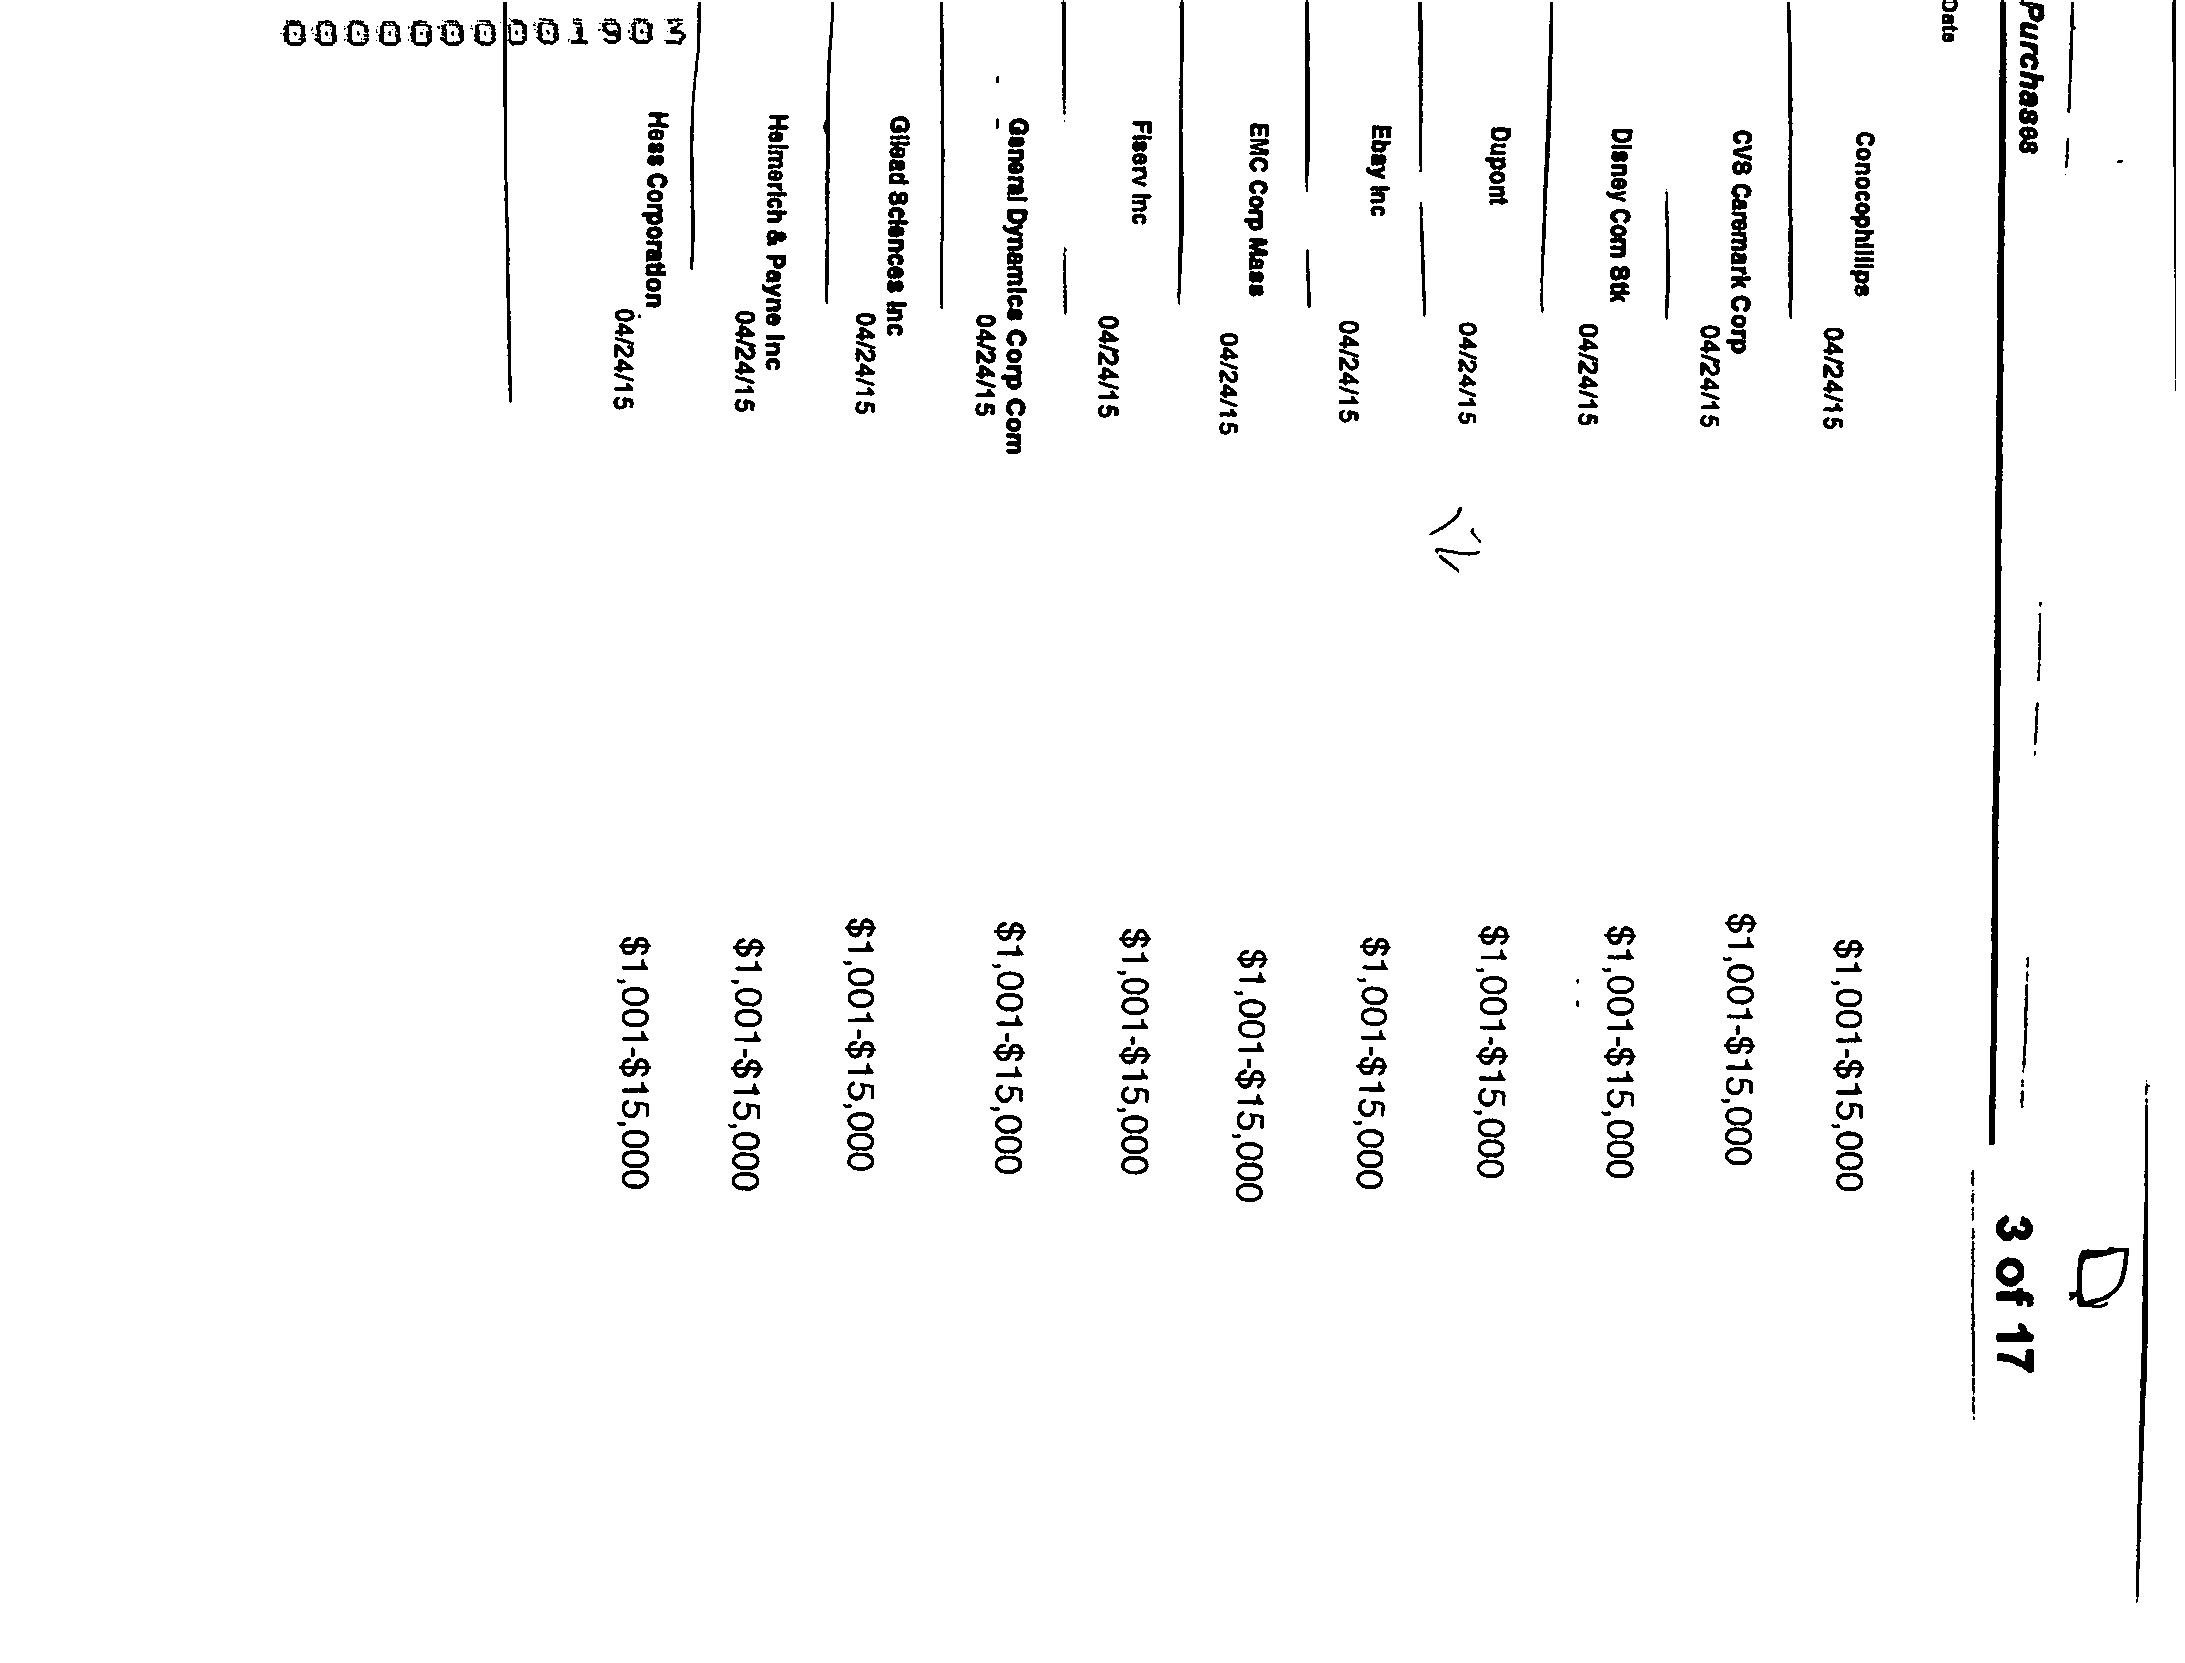 Purchases
3 of 17
Date
Conocophillips
04/24/15 $1,001-$15,000
CVS Caremark Corp
04/24/15 $1,001-$15,000
Disney Com Stk
04/24/15 $1,001-$15,000
Dupont
04/24/15 $1,001-$15,000
Ebay Inc
04/24/15 $1,001-$15,000
EMC Corp Mass
04/24/15 $1,001-$15,000
Fiserv Inc
04/24/15 $1,001-$15,000
General Dynamics Corp Com
04/24/15 $1,001-$15,000
Gilead Sciences Inc
04/24/15 $1,001-$15,000
Helmerich & Payne Inc
04/24/15 $1,001-$15,000
Hess Corporation
04/24/15 $1,001-$15,000